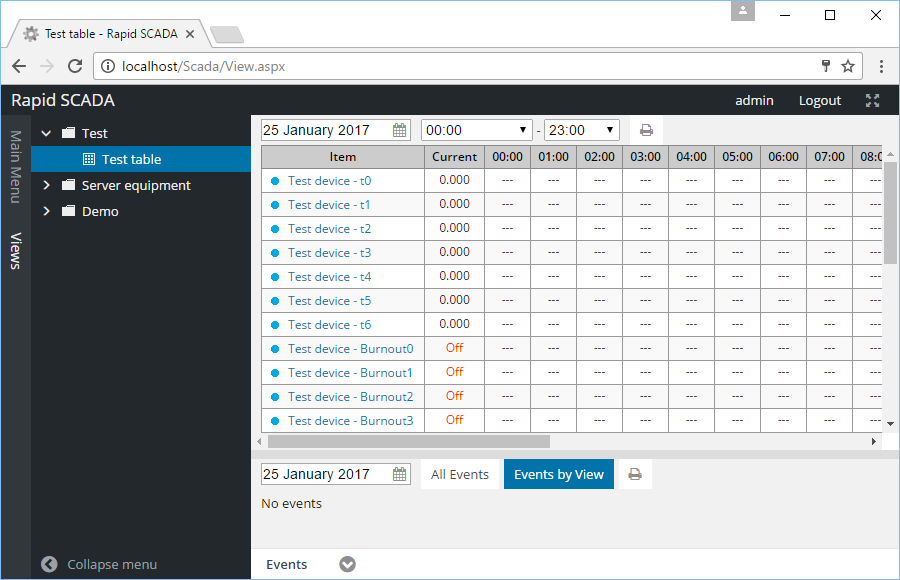 Test table - Rapid SCADA
localhost/Scada/View.aspx
Rapid SCADA admin Logout
Main Menu
Views
Test
Test table
Server equipment
Demo
Collapse menu
25 January 2017 00:00 - 23:00
Item Current 00:00 01:00 02:00 03:00 04:00 05:00 06:00 07:00 08:0
Test device - t0 0.000 --- --- --- --- --- --- --- --- ---
Test device - t1 0.000 --- --- --- --- --- --- --- --- ---
Test device - t2 0.000 --- --- --- --- --- --- --- --- ---
Test device - t3 0.000 --- --- --- --- --- --- --- --- ---
Test device - t4 0.000 --- --- --- --- --- --- --- --- ---
Test device - t5 0.000 --- --- --- --- --- --- --- --- ---
Test device - t6 0.000 --- --- --- --- --- --- --- --- ---
Test device - Burnout0 Off --- --- --- --- --- --- --- --- ---
Test device - Burnout1 Off --- --- --- --- --- --- --- --- ---
Test device - Burnout2 Off --- --- --- --- --- --- --- --- ---
Test device - Burnout3 Off --- --- --- --- --- --- --- --- ---
25 January 2017 All Events Events by View
No events
Events